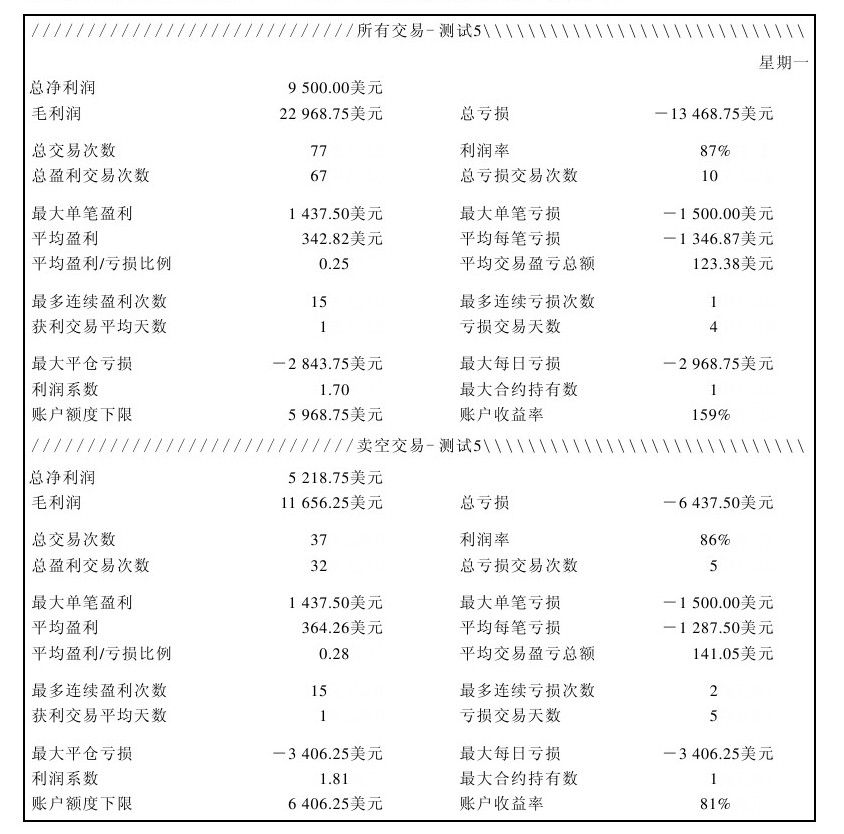 ////////////////////////////所有交易-测试5\\\\\\\\\\\\\\\\\\\\\\\\\\\\
星期一
总净利润 9 500.00美元
毛利润 22 968.75美元 总亏损 －13 468.75美元
总交易次数 77 利润率 87%
总盈利交易次数 67 总亏损交易次数 10
最大单笔盈利 1 437.50美元 最大单笔亏损 －1 500.00美元
平均盈利 342.82美元 平均每笔亏损 －1 346.87美元
平均盈利/亏损比例 0.25 平均交易盈亏总额 123.38美元
最多连续盈利次数 15 最多连续亏损次数 1
获利交易平均天数 1 亏损交易天数 4
最大平仓亏损 －2 843.75美元 最大每日亏损 －2 968.75美元
利润系数 1.70 最大合约持有数 1
账户额度下限 5 968.75美元 账户收益率 159%
////////////////////////////卖空交易-测试5\\\\\\\\\\\\\\\\\\\\\\\\\\\\
总净利润 5 218.75美元
毛利润 11 656.25美元 总亏损 －6 437.50美元
总交易次数 37 利润率 86%
总盈利交易次数 32 总亏损交易次数 5
最大单笔盈利 1 437.50美元 最大单笔亏损 －1 500.00美元
平均盈利 364.26美元 平均每笔亏损 －1 287.50美元
平均盈利/亏损比例 0.28 平均交易盈亏总额 141.05美元
最多连续盈利次数 15 最多连续亏损次数 2
获利交易平均天数 1 亏损交易天数 5
最大平仓亏损 －3 406.25美元 最大每日亏损 －3 406.25美元
利润系数 1.81 最大合约持有数 1
账户额度下限 6 406.25美元 账户收益率 81%